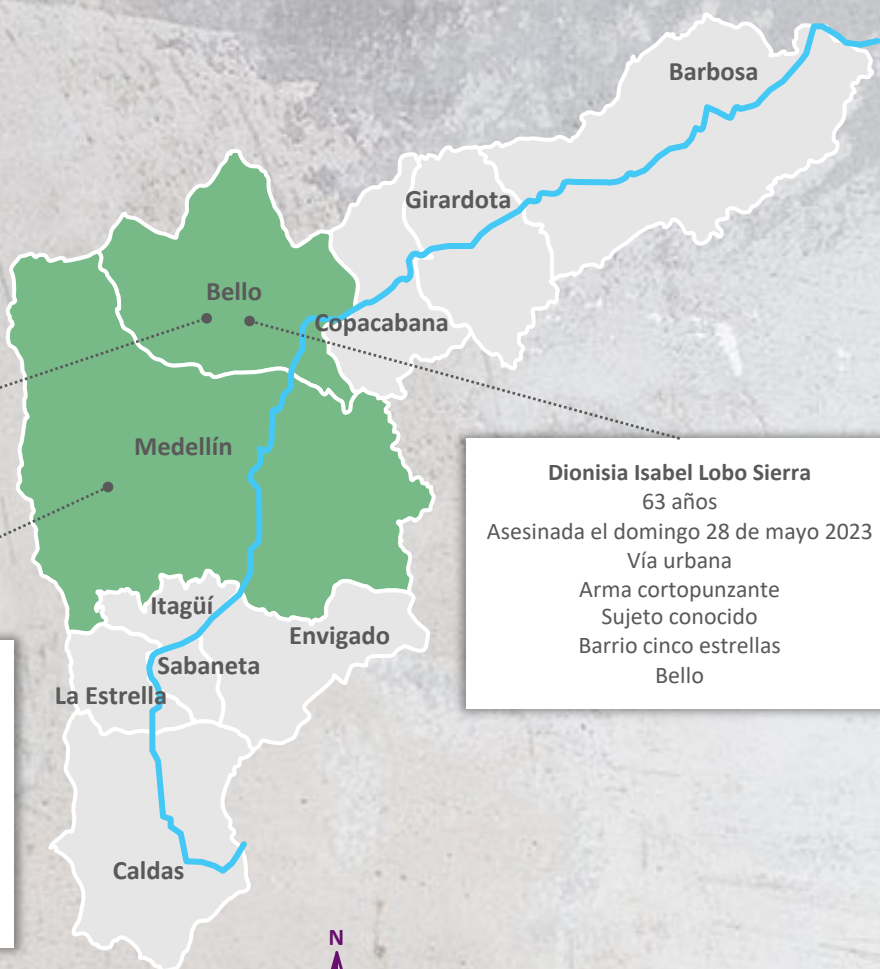 Barbosa
Girardota
Bello
Copacabana
Medellín
Dionisia Isabel Lobo Sierra
63 años
Asesinada el domingo 28 de mayo 2023
Vía urbana
Arma cortopunzante
Sujeto conocido
Barrio cinco estrellas
Bello
Itagüí
Envigado
Sabaneta
La Estrella
Caldas
N